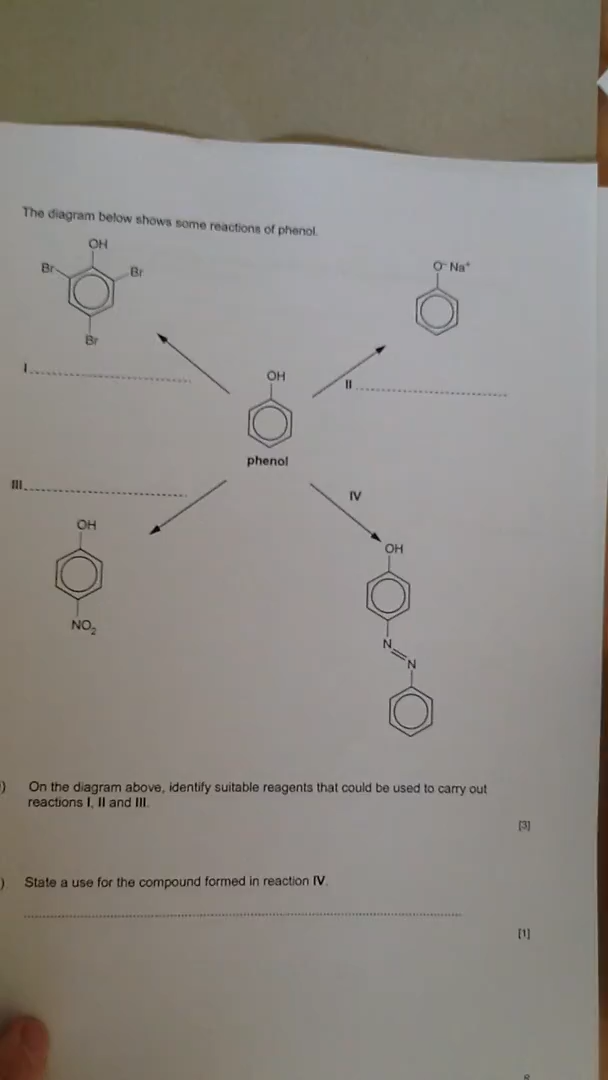 The diagram below shows some reactions of phenol.
OH
Br
Br
Br
O⁻ Na⁺
I
OH
II
phenol
III
IV
OH
NO₂
OH
N
N
) On the diagram above, identify suitable reagents that could be used to carry out
reactions I, II and III.
[3]
) State a use for the compound formed in reaction IV.
[1]